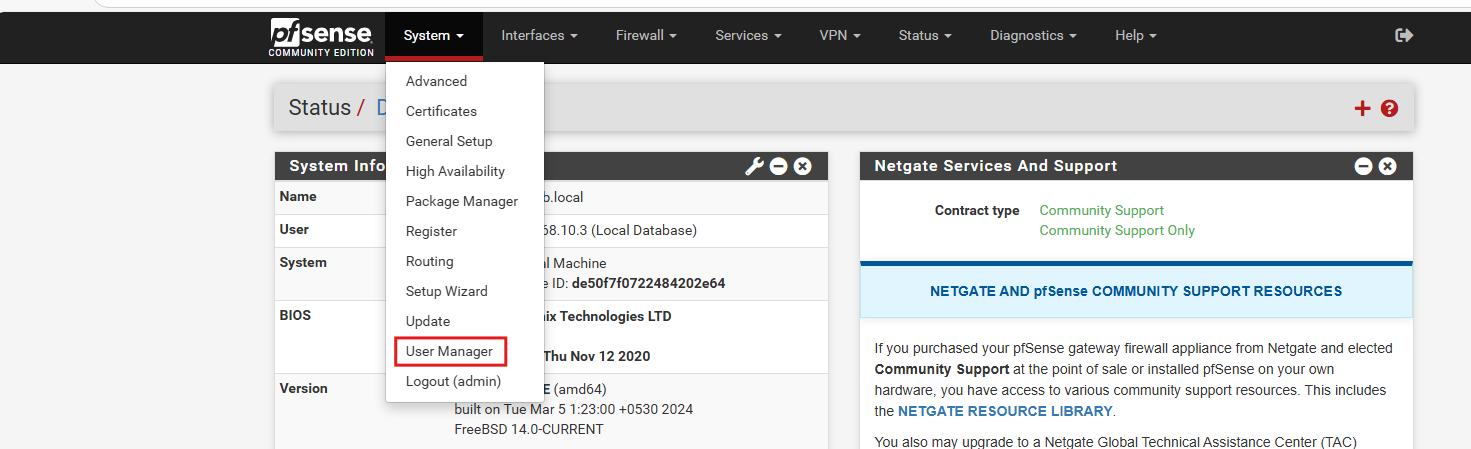 pfsense
COMMUNITY EDITION
System
Interfaces
Firewall
Services
VPN
Status
Diagnostics
Help
Advanced
Certificates
General Setup
High Availability
Package Manager
Register
Routing
Setup Wizard
Update
User Manager
Logout (admin)
Status /
System Info
Name
b.local
User
68.10.3 (Local Database)
System
al Machine
e ID: de50f7f0722484202e64
BIOS
nix Technologies LTD
Thu Nov 12 2020
Version
E (amd64)
built on Tue Mar 5 1:23:00 +0530 2024
FreeBSD 14.0-CURRENT
Netgate Services And Support
Contract type Community Support
Community Support Only
NETGATE AND pfSense COMMUNITY SUPPORT RESOURCES
If you purchased your pfSense gateway firewall appliance from Netgate and elected
Community Support at the point of sale or installed pfSense on your own
hardware, you have access to various community support resources. This includes
the NETGATE RESOURCE LIBRARY.
You also may upgrade to a Netgate Global Technical Assistance Center (TAC)